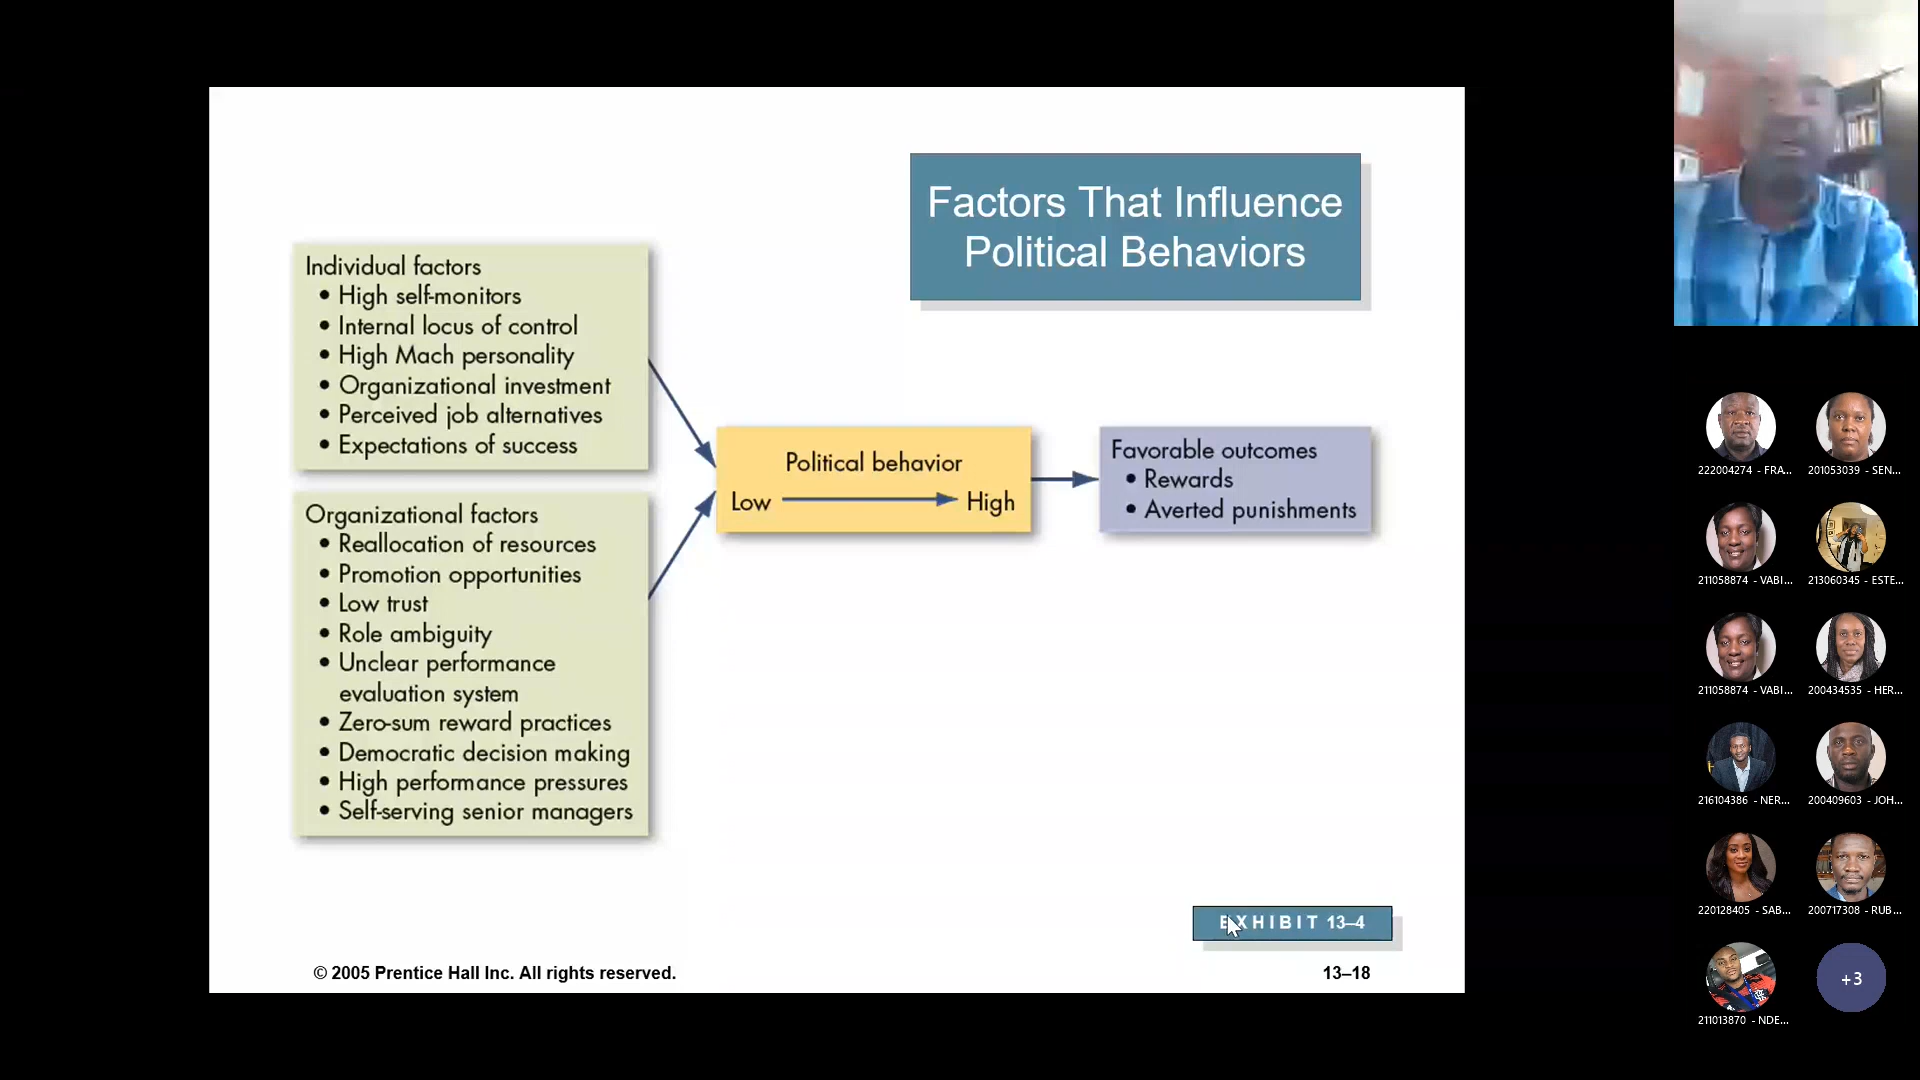 Factors That Influence
Political Behaviors
Individual factors
• High self-monitors
• Internal locus of control
• High Mach personality
• Organizational investment
• Perceived job alternatives
• Expectations of success
Political behavior
Low
High
Favorable outcomes
• Rewards
• Averted punishments
Organizational factors
• Reallocation of resources
• Promotion opportunities
• Low trust
• Role ambiguity
• Unclear performance
evaluation system
• Zero-sum reward practices
• Democratic decision making
• High performance pressures
• Self-serving senior managers
EXHIBIT 13–4
© 2005 Prentice Hall Inc. All rights reserved.
13–18
222004274 - FRA...
201053039 - SEN...
211058874 - VABI...
213060345 - ESTE...
211058874 - VABI...
200434535 - HER...
216104386 - NER...
200409603 - JOH...
220128405 - SAB...
200717308 - RUB...
211013870 - NDE...
+3